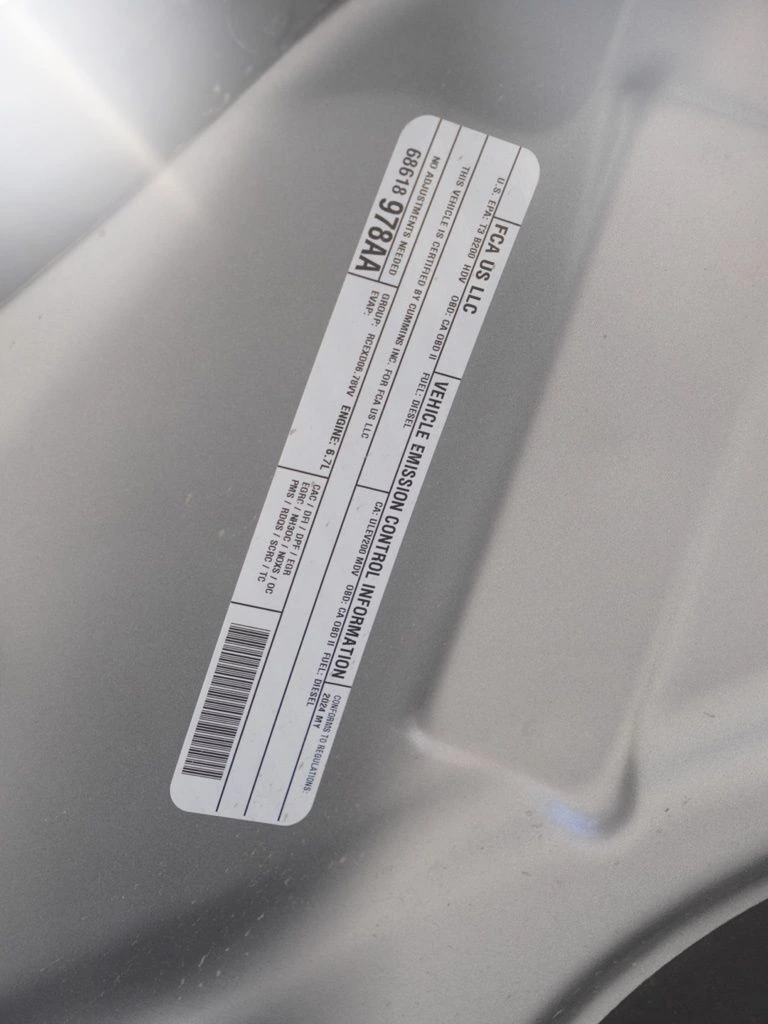 FCA US LLC
VEHICLE EMISSION CONTROL INFORMATION
CONFORMS TO REGULATIONS:
2024 MY
U.S. EPA: T3 B200 HDV OBD: CA OBD II FUEL: DIESEL
CA: ULEV200 MDV OBD: CA OBD II FUEL: DIESEL
THIS VEHICLE IS CERTIFIED BY CUMMINS INC. FOR FCA US LLC
NO ADJUSTMENTS NEEDED
68618 978AA
GROUP: RCEXD06.78VV ENGINE: 6.7L
EVAP:
CAC / DFI / DPF / EGR
EGRC / NH3OC / NOXS / OC
PMS / RDQS / SCRC / TC